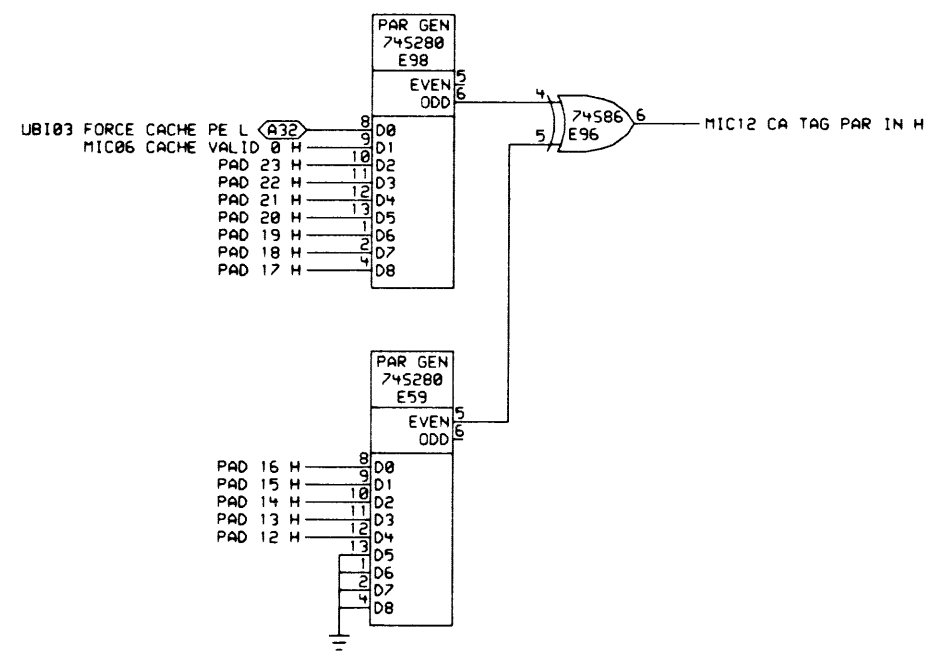 PAR GEN
74S280
E98
EVEN 5
ODD 6
UBI03 FORCE CACHE PE L A32 8 D0
MIC06 CACHE VALID 0 H 9 D1
PAD 23 H 10 D2
PAD 22 H 11 D3
PAD 21 H 12 D4
PAD 20 H 13 D5
PAD 19 H 1 D6
PAD 18 H 2 D7
PAD 17 H 4 D8
4 74S86 6
5 E96
MIC12 CA TAG PAR IN H
PAR GEN
74S280
E59
EVEN 5
ODD 6
PAD 16 H 8 D0
PAD 15 H 9 D1
PAD 14 H 10 D2
PAD 13 H 11 D3
PAD 12 H 12 D4
13 D5
1 D6
2 D7
4 D8